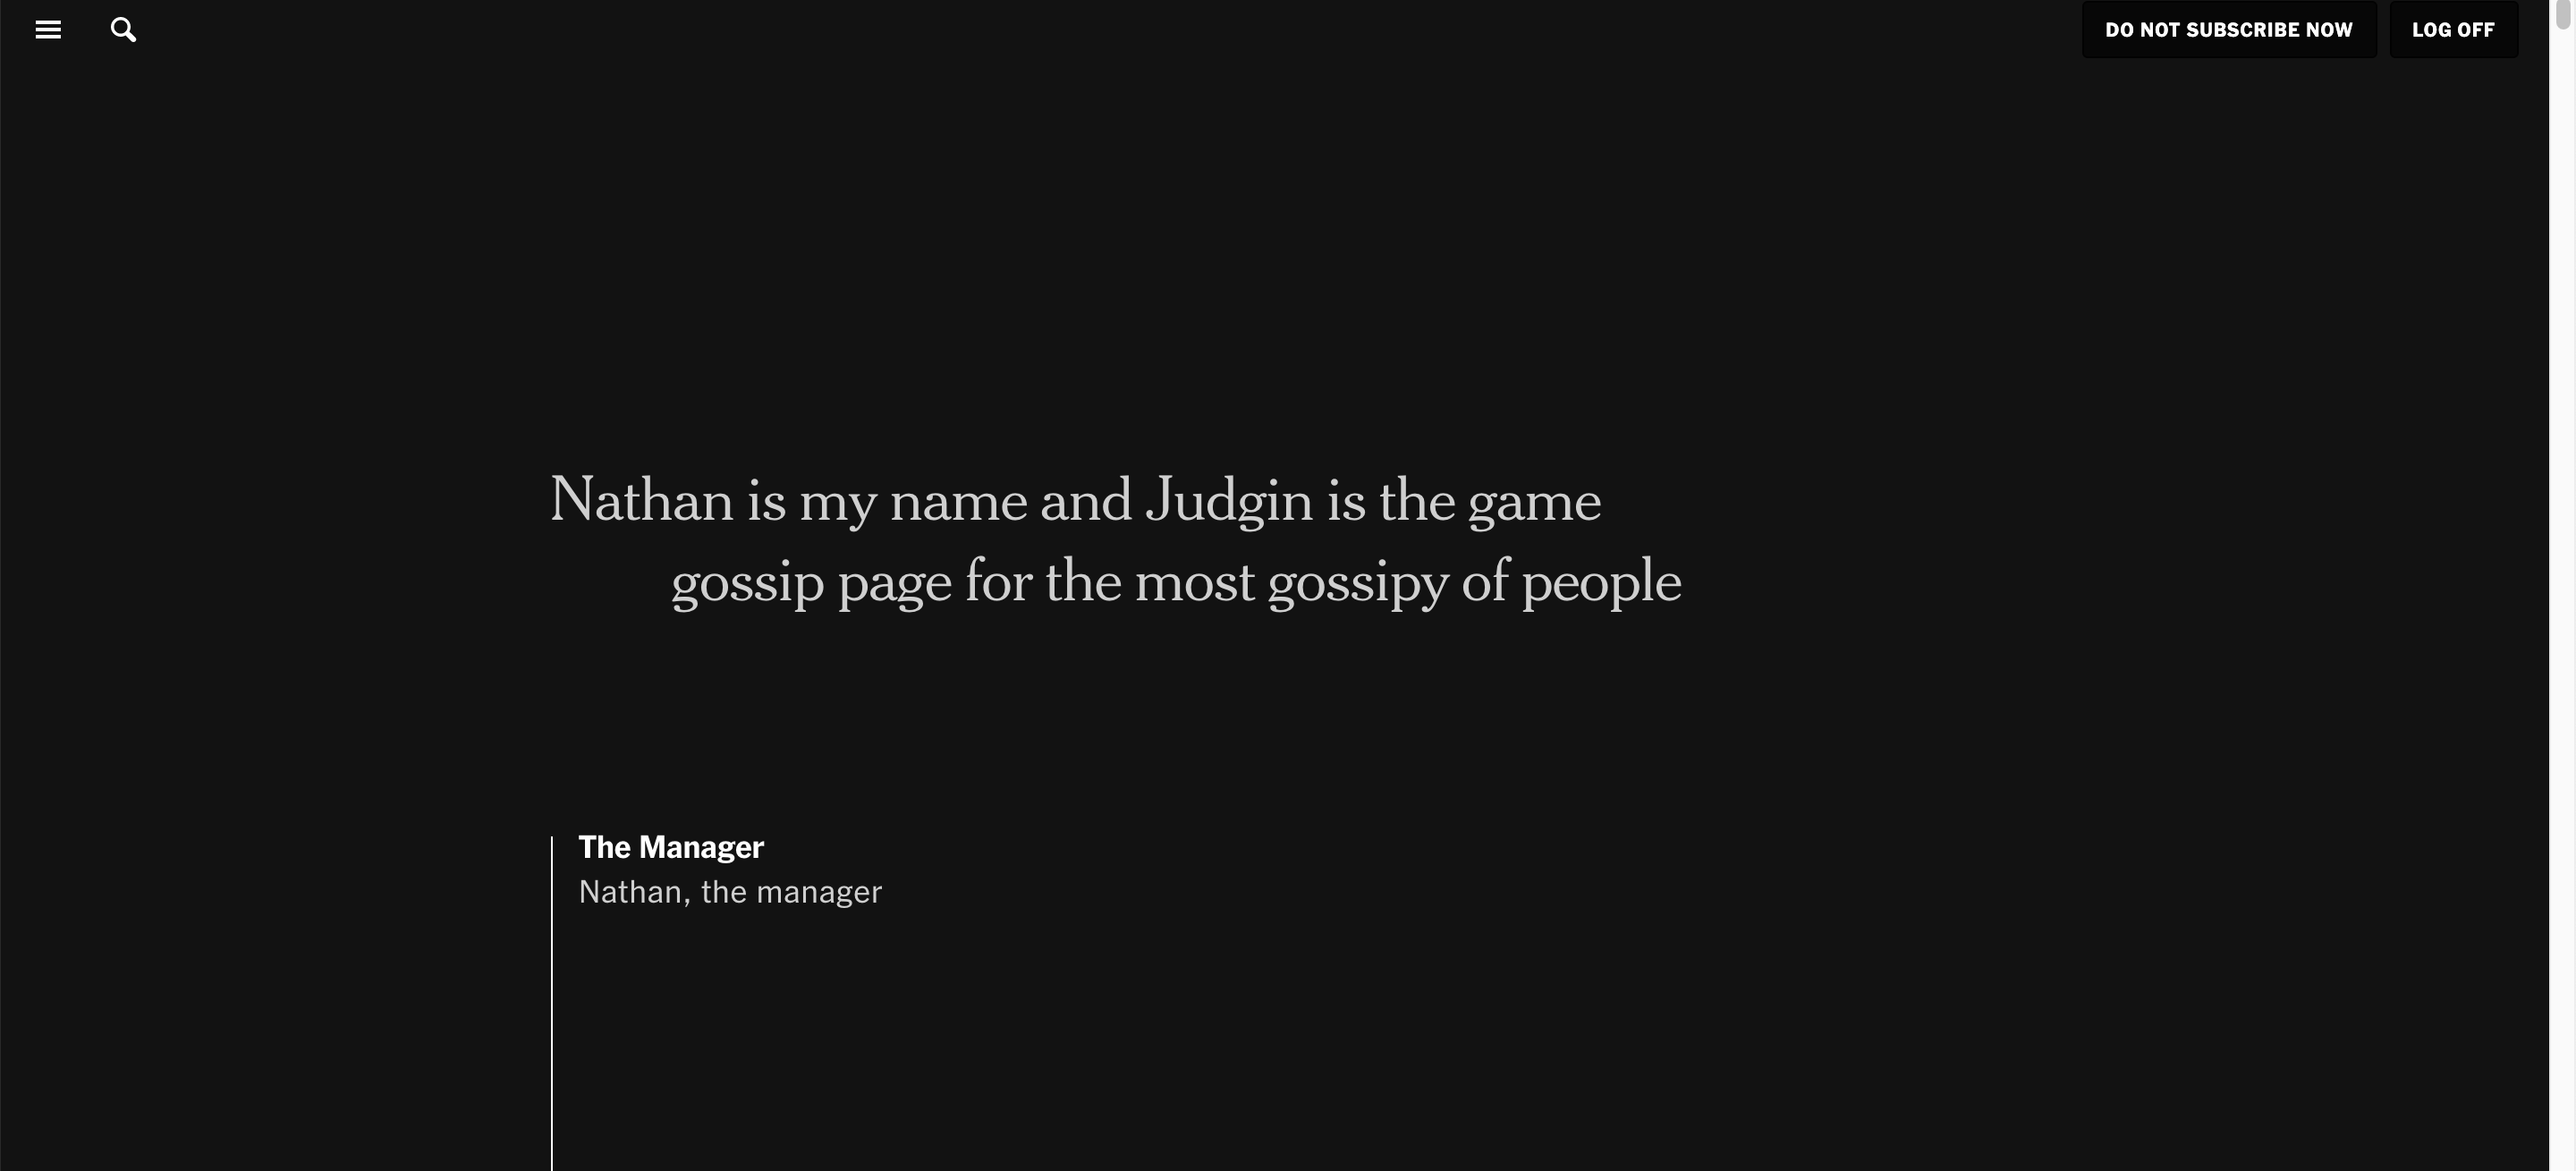 DO NOT SUBSCRIBE NOW
LOG OFF
Nathan is my name and Judgin is the game
gossip page for the most gossipy of people
The Manager
Nathan, the manager